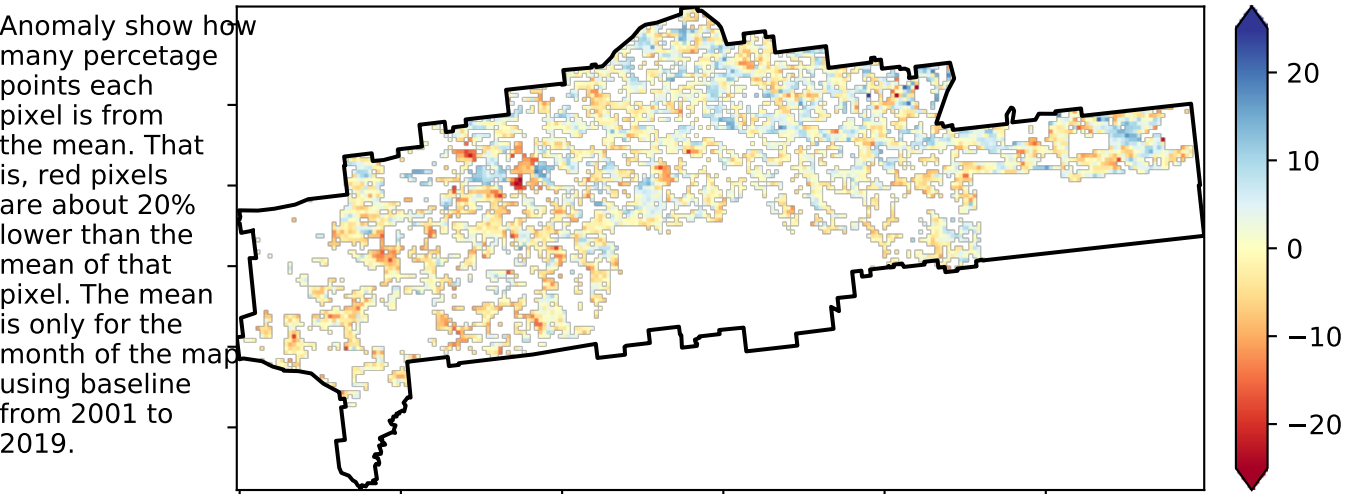 Anomaly show how
many percetage
points each
pixel is from
the mean. That
is, red pixels
are about 20%
lower than the
mean of that
pixel. The mean
is only for the
month of the map
using baseline
from 2001 to
2019.
20
10
0
−10
−20